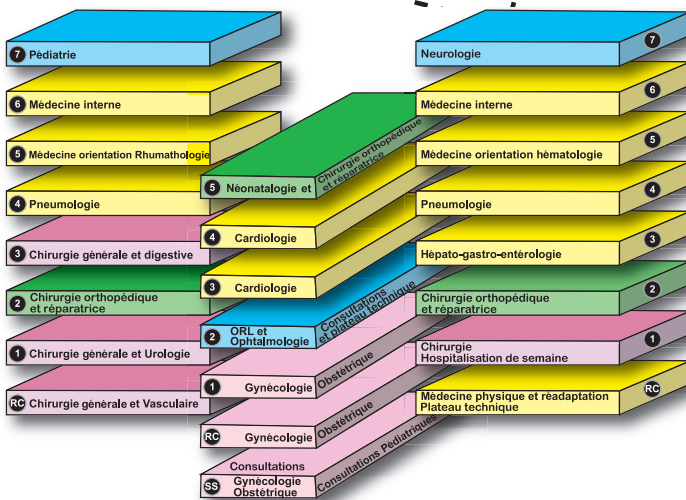 7 Pédiatrie
6 Médecine interne
5 Médecine orientation Rhumathologie
4 Pneumologie
3 Chirurgie générale et digestive
2 Chirurgie orthopédique
et réparatrice
1 Chirurgie générale et Urologie
RC Chirurgie générale et Vasculaire
5 Néonatalogie et
Chirurgie orthopédique
et réparatrice
4 Cardiologie
3 Cardiologie
2 ORL et
Ophtalmologie
Consultations
et plateau technique
1 Gynécologie Obstétrique
RC Gynécologie Obstétrique
Consultations
SS Gynécologie
Obstétrique
Consultations Pédiatriques
Neurologie 7
Médecine interne 6
Médecine orientation hématologie 5
Pneumologie 4
Hépato-gastro-entérologie 3
Chirurgie orthopédique
et réparatrice 2
Chirurgie
Hospitalisation de semaine 1
Médecine physique et réadaptation
Plateau technique RC